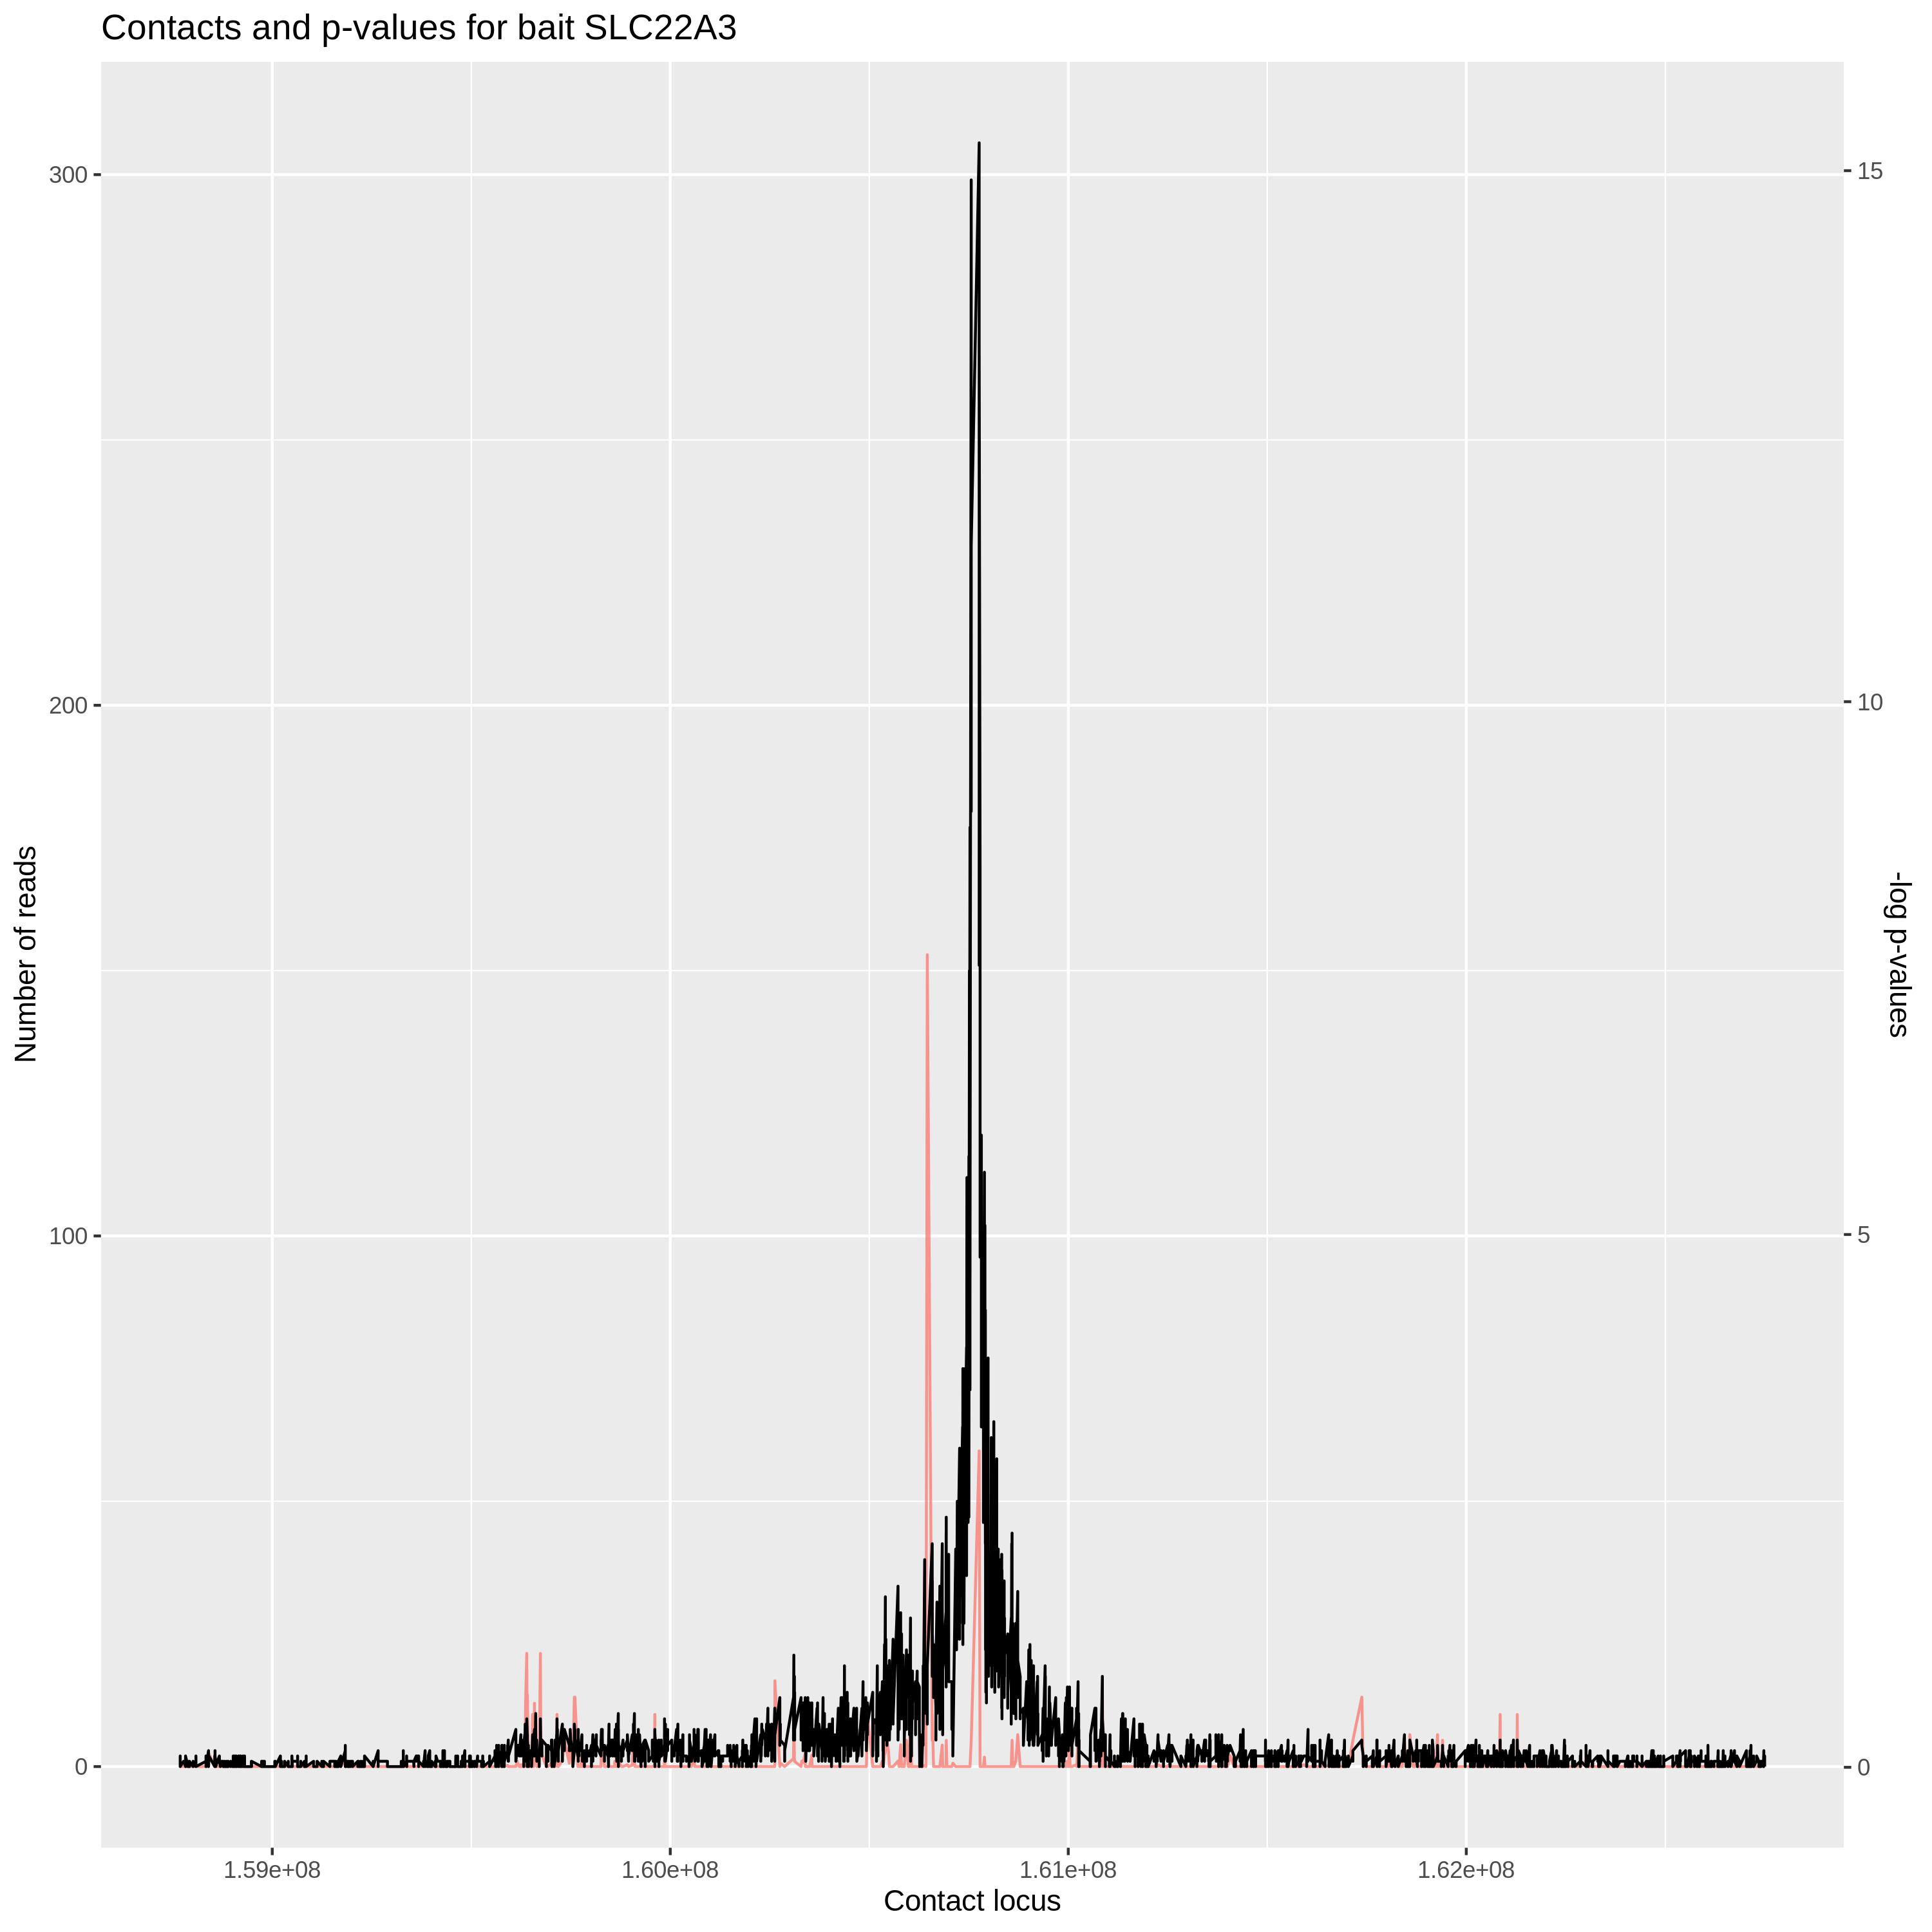 Contacts and p-values for bait SLC22A3
300
200
100
0
15
10
5
0
Number of reads
-log p-values
1.59e+08
1.60e+08
1.61e+08
1.62e+08
Contact locus